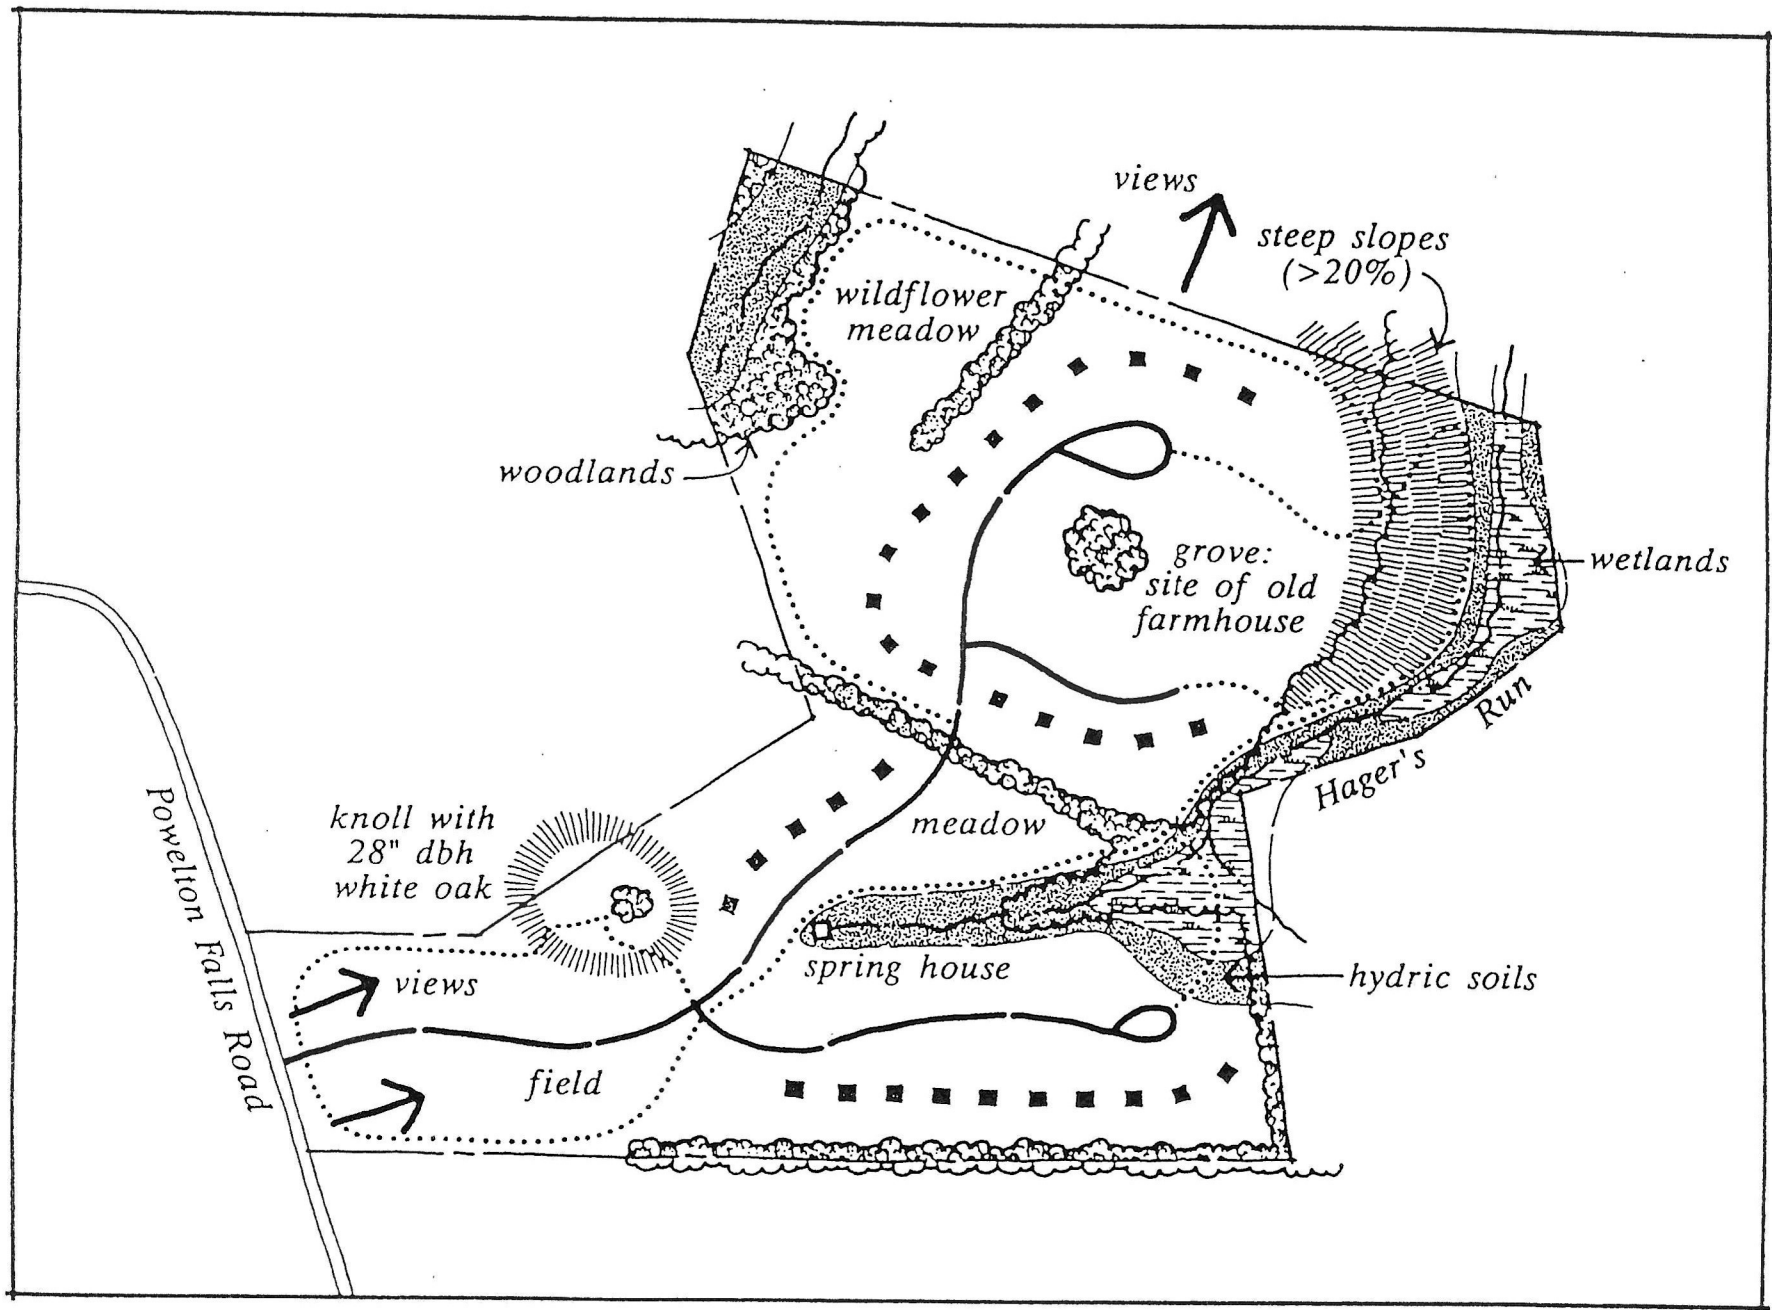 views
steep slopes
(>20%)
wildflower
meadow
woodlands
grove:
site of old
farmhouse
wetlands
Hager's Run
knoll with
28" dbh
white oak
meadow
Powelton Falls Road
views
spring house
hydric soils
field